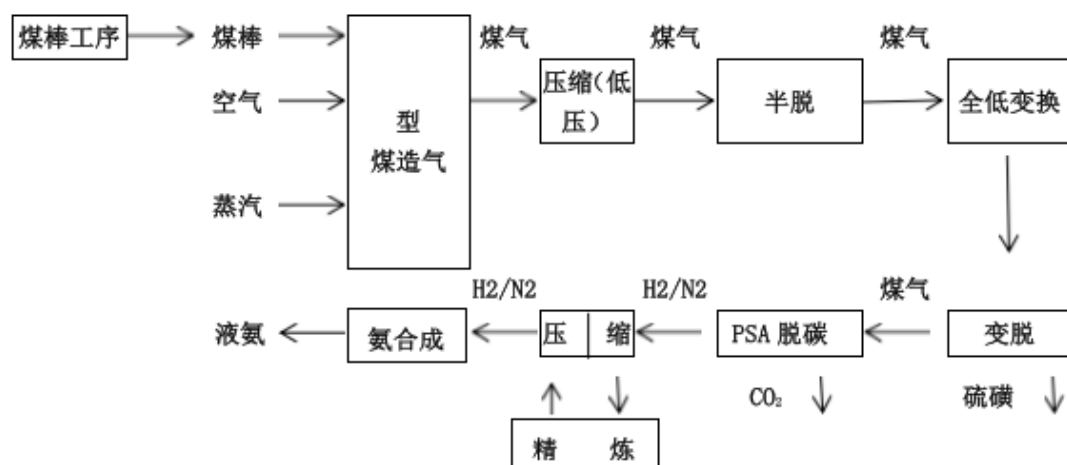 煤棒工序
煤棒
空气
蒸汽
型
煤造气
煤气
压缩（低
压）
煤气
半脱
煤气
全低变换
液氨
氨合成
H2/N2
压 缩
H2/N2
PSA 脱碳
煤气
变脱
CO₂
硫磺
精 炼